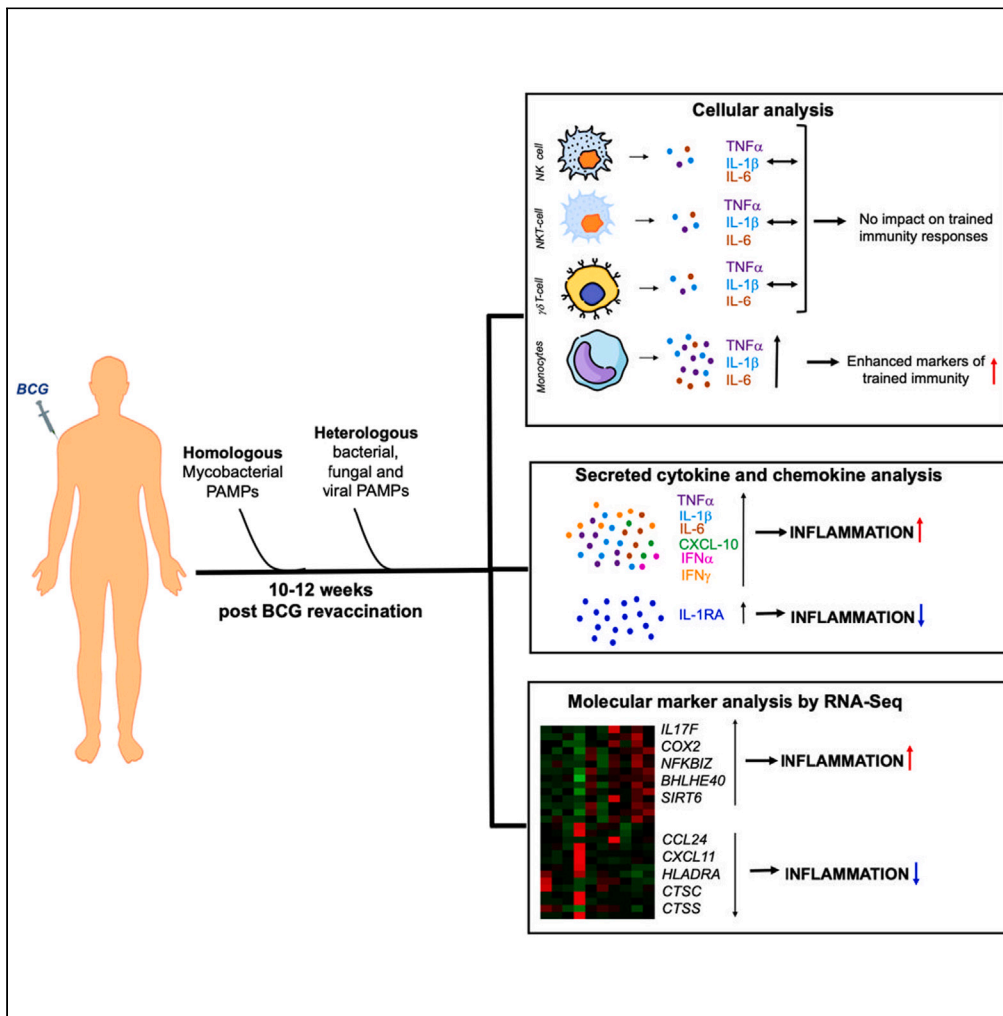 BCG
Homologous
Mycobacterial
PAMPs
Heterologous
bacterial,
fungal and
viral PAMPs
10-12 weeks
post BCG revaccination
Cellular analysis
NK cell
TNFα
IL-1β
IL-6
NKT-cell
TNFα
IL-1β
IL-6
γδ T-cell
TNFα
IL-1β
IL-6
No impact on trained
immunity responses
Monocytes
TNFα
IL-1β
IL-6
Enhanced markers of
trained immunity
Secreted cytokine and chemokine analysis
TNFα
IL-1β
IL-6
CXCL-10
IFNα
IFNγ
INFLAMMATION
IL-1RA
INFLAMMATION
Molecular marker analysis by RNA-Seq
IL17F
COX2
NFKBIZ
BHLHE40
SIRT6
INFLAMMATION
CCL24
CXCL11
HLADRA
CTSC
CTSS
INFLAMMATION